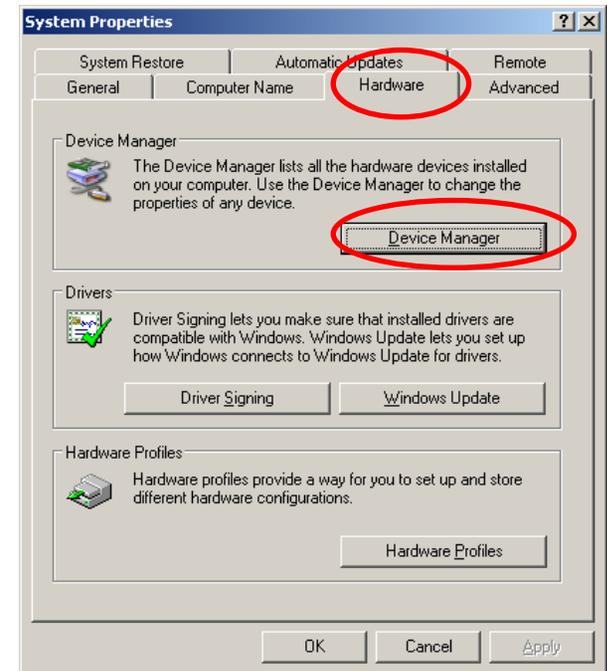 System Properties
System Restore Automatic Updates Remote
General Computer Name Hardware Advanced
Device Manager
The Device Manager lists all the hardware devices installed
on your computer. Use the Device Manager to change the
properties of any device.
Device Manager
Drivers
Driver Signing lets you make sure that installed drivers are
compatible with Windows. Windows Update lets you set up
how Windows connects to Windows Update for drivers.
Driver Signing Windows Update
Hardware Profiles
Hardware profiles provide a way for you to set up and store
different hardware configurations.
Hardware Profiles
OK Cancel Apply